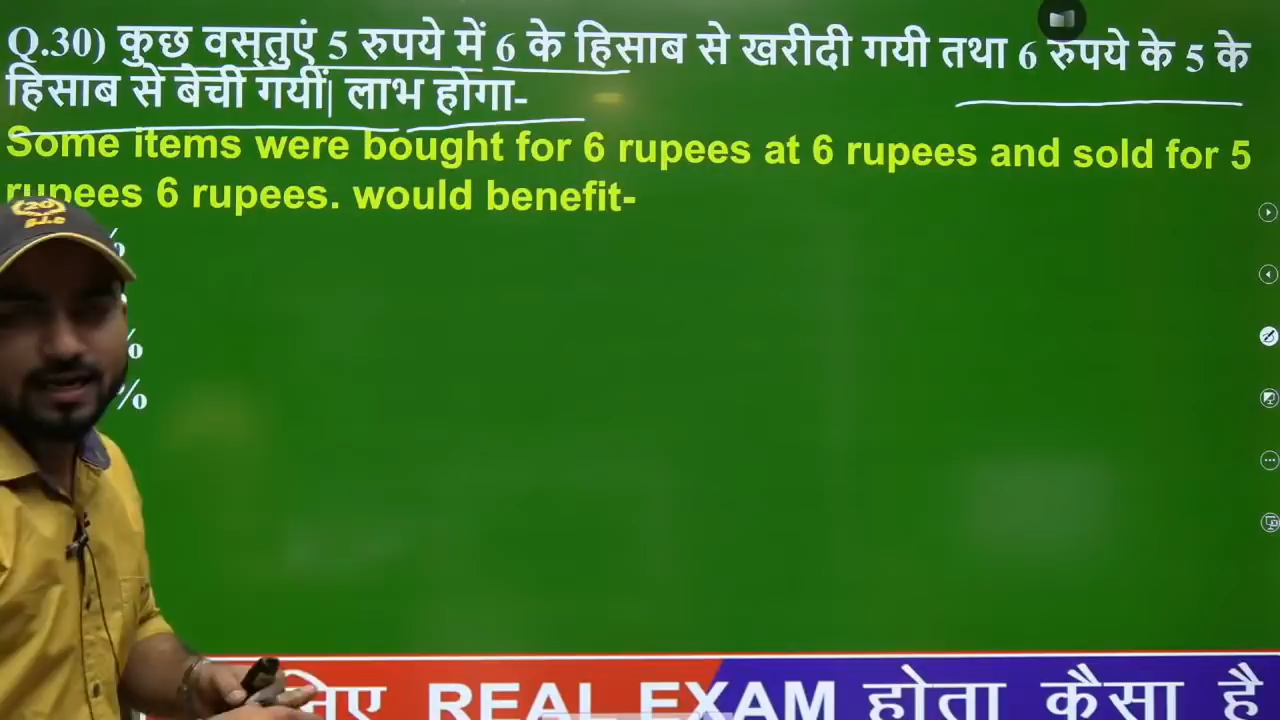 Q.30) कुछ वस्तुएं 5 रुपये में 6 के हिसाब से खरीदी गयी तथा 6 रुपये के 5 के
हिसाब से बेची गयीं| लाभ होगा-
Some items were bought for 6 rupees at 6 rupees and sold for 5
rupees 6 rupees. would benefit-
%
%
%
REAL EXAM होता कैसा है